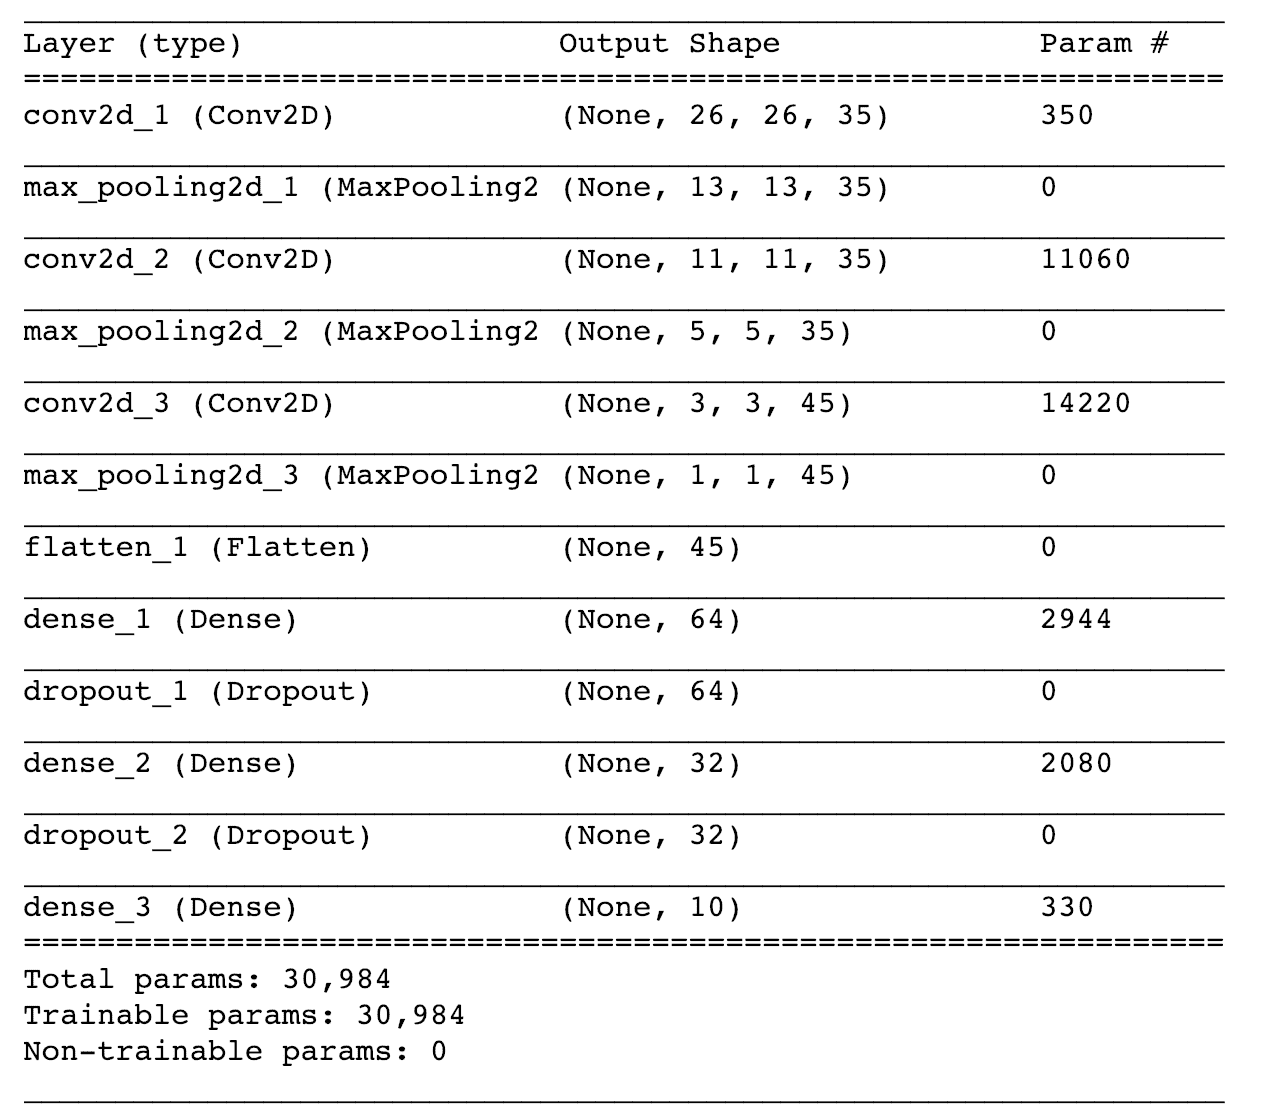 Layer (type) Output Shape Param #
=================================================================
conv2d_1 (Conv2D) (None, 26, 26, 35) 350
max_pooling2d_1 (MaxPooling2 (None, 13, 13, 35) 0
conv2d_2 (Conv2D) (None, 11, 11, 35) 11060
max_pooling2d_2 (MaxPooling2 (None, 5, 5, 35) 0
conv2d_3 (Conv2D) (None, 3, 3, 45) 14220
max_pooling2d_3 (MaxPooling2 (None, 1, 1, 45) 0
flatten_1 (Flatten) (None, 45) 0
dense_1 (Dense) (None, 64) 2944
dropout_1 (Dropout) (None, 64) 0
dense_2 (Dense) (None, 32) 2080
dropout_2 (Dropout) (None, 32) 0
dense_3 (Dense) (None, 10) 330
=================================================================
Total params: 30,984
Trainable params: 30,984
Non-trainable params: 0